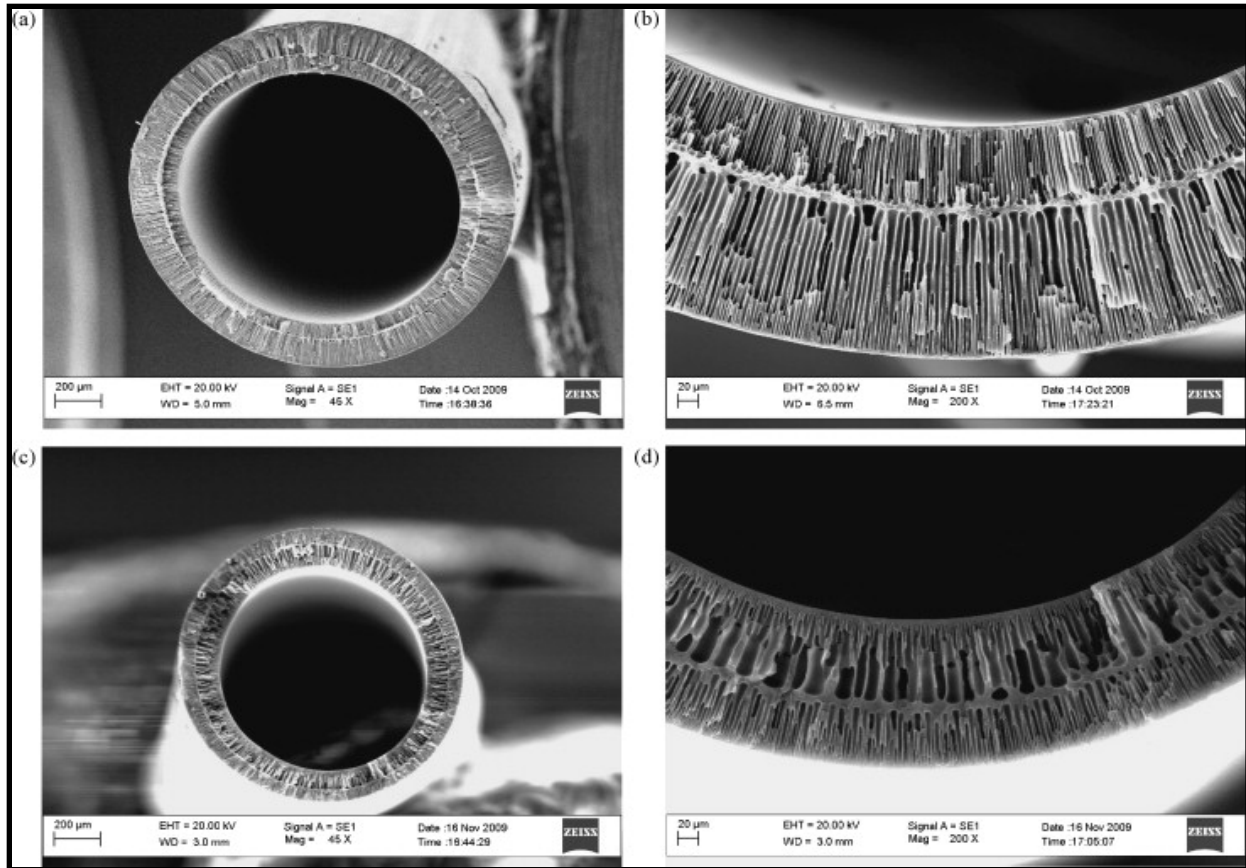 (a)
200 µm
EHT = 20.00 kV
WD = 5.0 mm
Signal A = SE1
Mag = 45 X
Date :14 Oct 2009
Time :16:38:36
ZEISS
(b)
20 µm
EHT = 20.00 kV
WD = 6.5 mm
Signal A = SE1
Mag = 200 X
Date :14 Oct 2009
Time :17:23:21
ZEISS
(c)
200 µm
EHT = 20.00 kV
WD = 3.0 mm
Signal A = SE1
Mag = 45 X
Date :16 Nov 2009
Time :16:44:29
ZEISS
(d)
20 µm
EHT = 20.00 kV
WD = 3.0 mm
Signal A = SE1
Mag = 200 X
Date :16 Nov 2009
Time :17:05:07
ZEISS